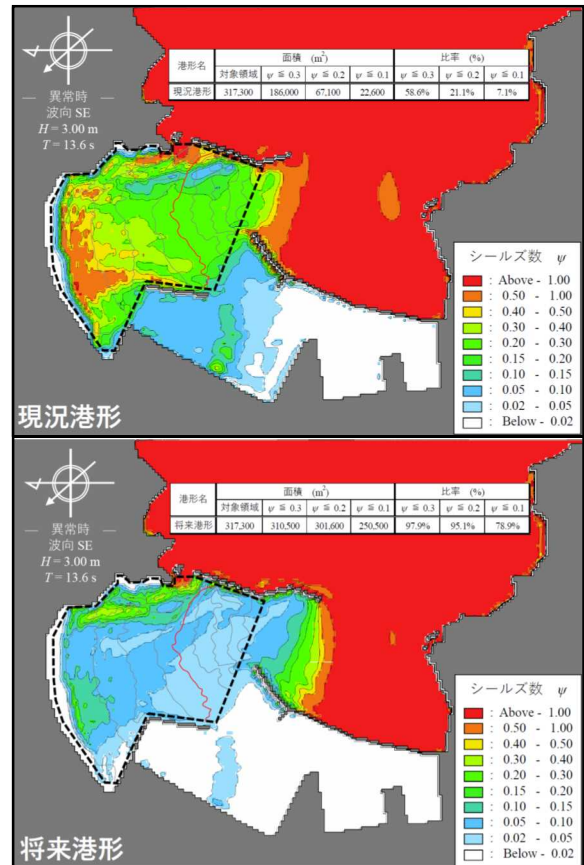 異常時
波向 SE
H = 3.00 m
T = 13.6 s
港形名 面積 (m²) 比率 (%)
対象領域 ψ ≦ 0.3 ψ ≦ 0.2 ψ ≦ 0.1 ψ ≦ 0.3 ψ ≦ 0.2 ψ ≦ 0.1
現況港形 317,300 186,000 67,100 22,600 58.6% 21.1% 7.1%
シールズ数 ψ
: Above - 1.00
: 0.50 - 1.00
: 0.40 - 0.50
: 0.30 - 0.40
: 0.20 - 0.30
: 0.15 - 0.20
: 0.10 - 0.15
: 0.05 - 0.10
: 0.02 - 0.05
: Below - 0.02
現況港形
異常時
波向 SE
H = 3.00 m
T = 13.6 s
港形名 面積 (m²) 比率 (%)
対象領域 ψ ≦ 0.3 ψ ≦ 0.2 ψ ≦ 0.1 ψ ≦ 0.3 ψ ≦ 0.2 ψ ≦ 0.1
将来港形 317,300 310,500 301,600 250,500 97.9% 95.1% 78.9%
シールズ数 ψ
: Above - 1.00
: 0.50 - 1.00
: 0.40 - 0.50
: 0.30 - 0.40
: 0.20 - 0.30
: 0.15 - 0.20
: 0.10 - 0.15
: 0.05 - 0.10
: 0.02 - 0.05
: Below - 0.02
将来港形